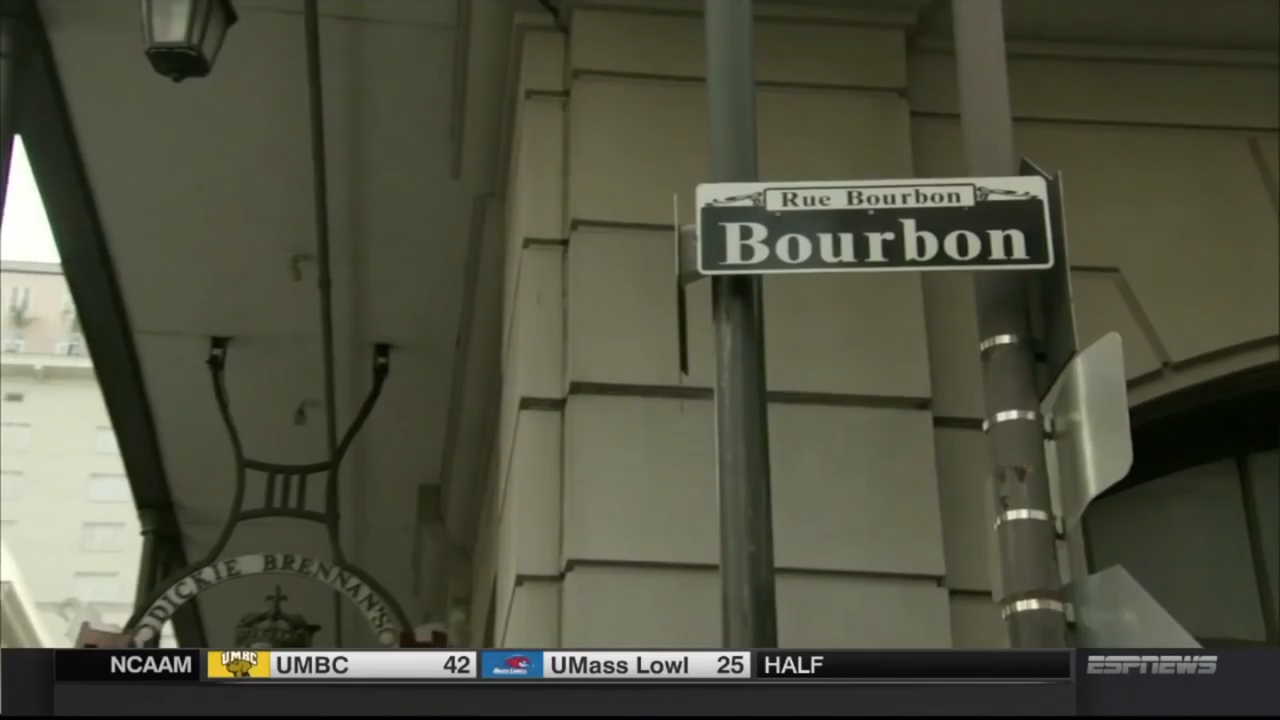 Rue Bourbon
Bourbon
DICKIE BRENNAN'S
NCAAM UMBC UMBC 42 UMass Lowl 25 HALF ESPNEWS